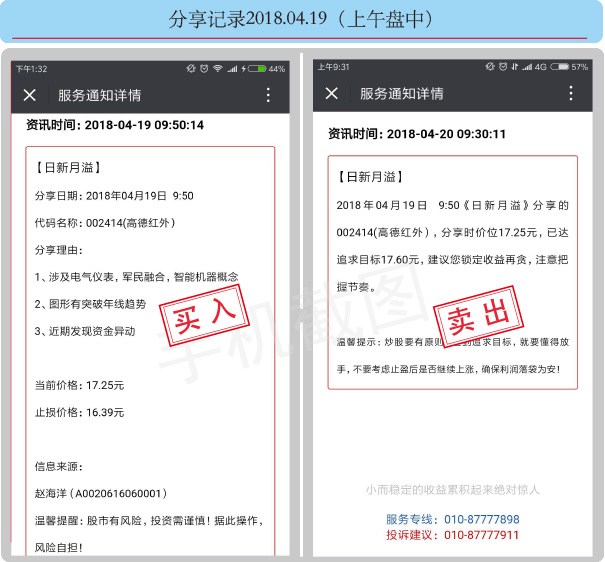 分享记录2018.04.19（上午盘中）
下午1:32
44%
服务通知详情
资讯时间: 2018-04-19 09:50:14
【日新月溢】
分享日期: 2018年04月19日 9:50
代码名称: 002414(高德红外)
分享理由:
1、涉及电气仪表，军民融合，智能机器概念
2、图形有突破年线趋势
3、近期发现资金异动
买入
当前价格: 17.25元
止损价格: 16.39元
信息来源:
赵海洋（A0020616060001）
温馨提醒: 股市有风险，投资需谨慎！据此操作，
风险自担！
上午9:31
4G 57%
服务通知详情
资讯时间: 2018-04-20 09:30:11
【日新月溢】
2018年04月19日 9:50《日新月溢》分享的
002414(高德红外)，分享时价位17.25元，已达
追求目标17.60元，建议您锁定收益再贪，注意把
握节奏。
卖出
温馨提示: 炒股要有原则 到追求目标，就要懂得放
手，不要考虑止盈后是否继续上涨，确保利润落袋为安！
小而稳定的收益累积起来绝对惊人
服务专线: 010-87777898
投诉建议: 010-87777911
手机截图